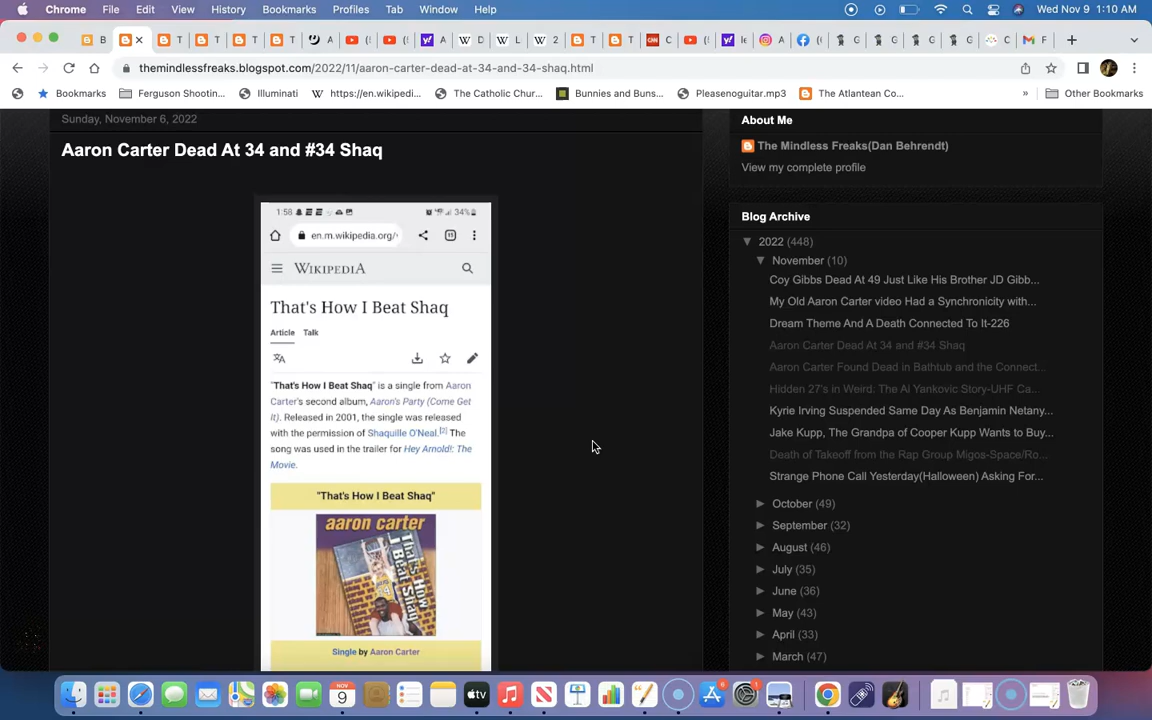 Chrome File Edit View History Bookmarks Profiles Tab Window Help Wed Nov 9 1:10 AM
B T T T T A (‎ (‎ A D L 2 T T C (‎ le A (‎ G G G G C F
themindlessfreaks.blogspot.com/2022/11/aaron-carter-dead-at-34-and-34-shaq.html
Bookmarks Ferguson Shootin... Illuminati https://en.wikipedi... The Catholic Chur... Bunnies and Buns... Pleasenoguitar.mp3 The Atlantean Co... » Other Bookmarks
Sunday, November 6, 2022
Aaron Carter Dead At 34 and #34 Shaq
1:58 34%
en.m.wikipedia.org/
WIKIPEDIA
That's How I Beat Shaq
Article Talk
"That's How I Beat Shaq" is a single from Aaron
Carter's second album, Aaron's Party (Come Get
It). Released in 2001, the single was released
with the permission of Shaquille O'Neal.[2] The
song was used in the trailer for Hey Arnold!: The
Movie.
"That's How I Beat Shaq"
aaron carter
That's How I Beat Shaq
Single by Aaron Carter
About Me
The Mindless Freaks(Dan Behrendt)
View my complete profile
Blog Archive
▼ 2022 (448)
▼ November (10)
Coy Gibbs Dead At 49 Just Like His Brother JD Gibb...
My Old Aaron Carter video Had a Synchronicity with...
Dream Theme And A Death Connected To It-226
Aaron Carter Dead At 34 and #34 Shaq
Aaron Carter Found Dead in Bathtub and the Connect...
Hidden 27's in Weird: The Al Yankovic Story-UHF Ca...
Kyrie Irving Suspended Same Day As Benjamin Netany...
Jake Kupp, The Grandpa of Cooper Kupp Wants to Buy...
Death of Takeoff from the Rap Group Migos-Space/Ro...
Strange Phone Call Yesterday(Halloween) Asking For...
► October (49)
► September (32)
► August (46)
► July (35)
► June (36)
► May (43)
► April (33)
► March (47)
NOV 9 tv 6 1